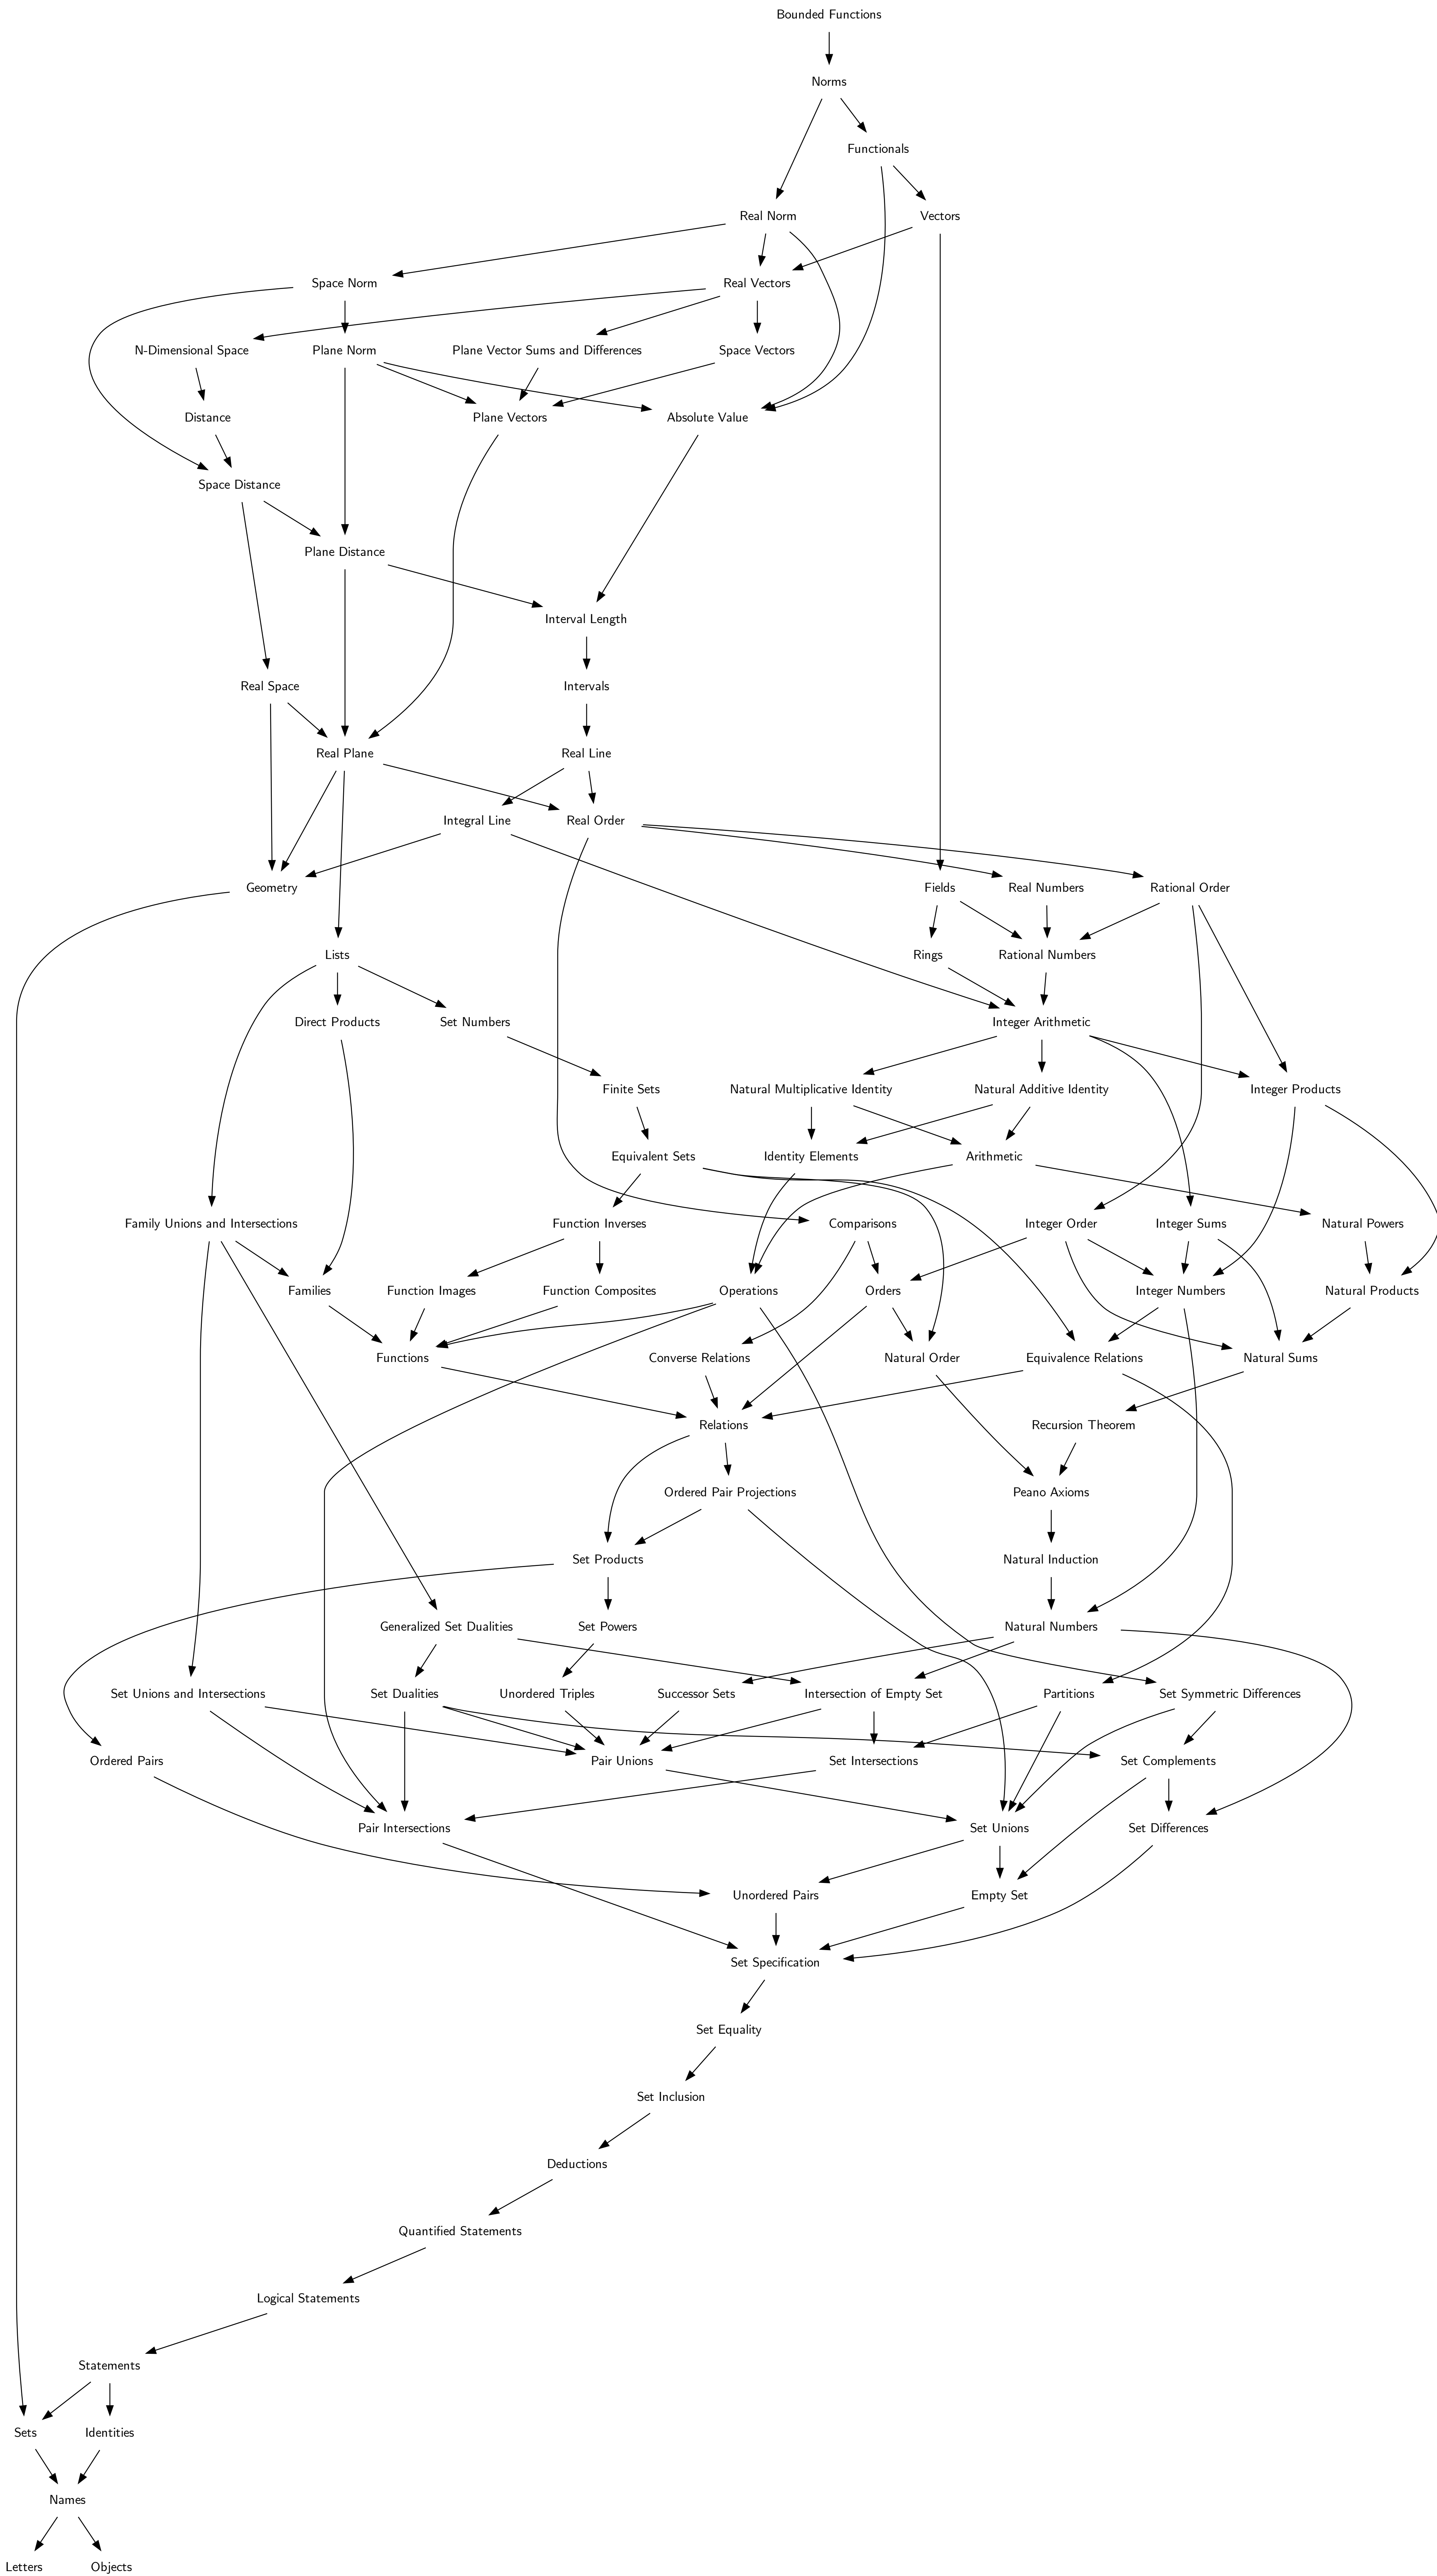 Bounded Functions
Norms
Functionals
Real Norm
Vectors
Space Norm
Real Vectors
N-Dimensional Space
Plane Norm
Plane Vector Sums and Differences
Space Vectors
Distance
Plane Vectors
Absolute Value
Space Distance
Plane Distance
Interval Length
Real Space
Intervals
Real Plane
Real Line
Integral Line
Real Order
Geometry
Fields
Real Numbers
Rational Order
Lists
Rings
Rational Numbers
Direct Products
Set Numbers
Integer Arithmetic
Finite Sets
Natural Multiplicative Identity
Natural Additive Identity
Integer Products
Equivalent Sets
Identity Elements
Arithmetic
Family Unions and Intersections
Function Inverses
Comparisons
Integer Order
Integer Sums
Natural Powers
Families
Function Images
Function Composites
Operations
Orders
Integer Numbers
Natural Products
Functions
Converse Relations
Natural Order
Equivalence Relations
Natural Sums
Relations
Recursion Theorem
Ordered Pair Projections
Peano Axioms
Set Products
Natural Induction
Generalized Set Dualities
Set Powers
Natural Numbers
Set Unions and Intersections
Set Dualities
Unordered Triples
Successor Sets
Intersection of Empty Set
Partitions
Set Symmetric Differences
Ordered Pairs
Pair Unions
Set Intersections
Set Complements
Pair Intersections
Set Unions
Set Differences
Unordered Pairs
Empty Set
Set Specification
Set Equality
Set Inclusion
Deductions
Quantified Statements
Logical Statements
Statements
Sets
Identities
Names
Letters
Objects